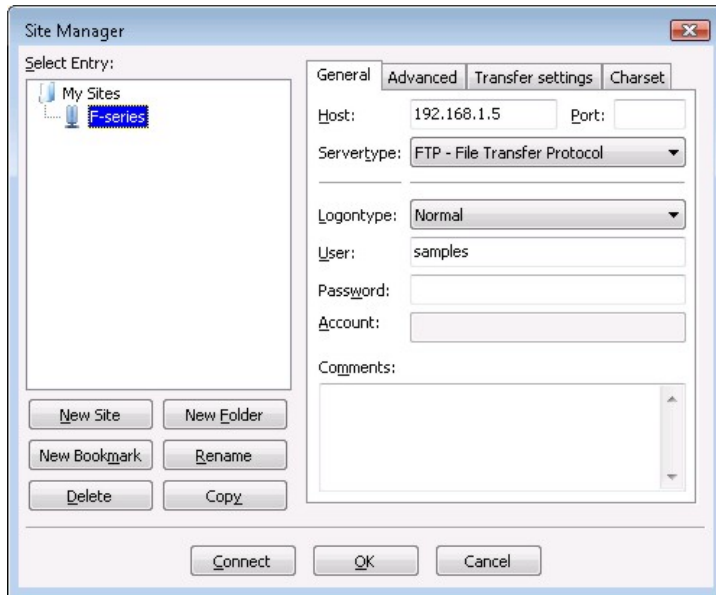 Site Manager
Select Entry:
My Sites
F-series
New Site
New Folder
New Bookmark
Rename
Delete
Copy
General
Advanced
Transfer settings
Charset
Host:
192.168.1.5
Port:
Servertype:
FTP - File Transfer Protocol
Logontype:
Normal
User:
samples
Password:
Account:
Comments:
Connect
OK
Cancel